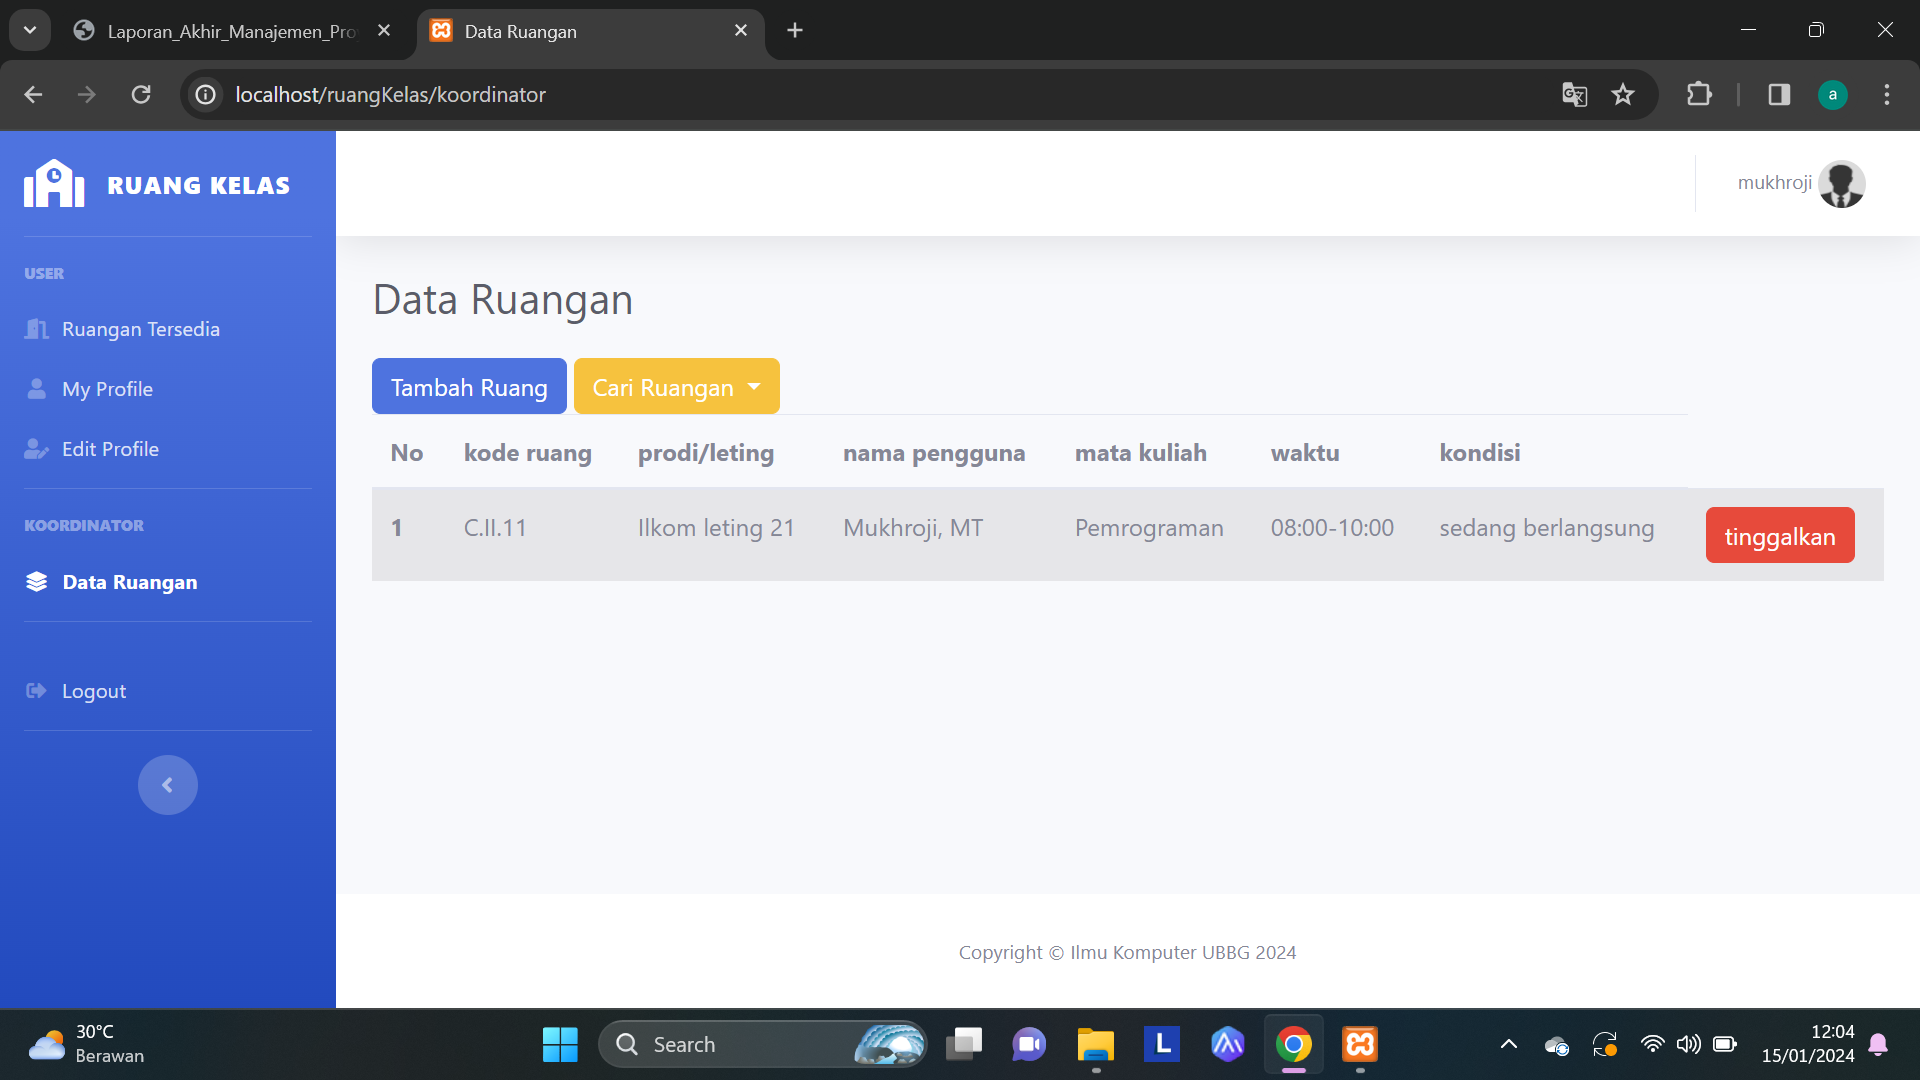 Laporan_Akhir_Manajemen_Pro
Data Ruangan
localhost/ruangKelas/koordinator
a
RUANG KELAS
mukhroji
USER
Ruangan Tersedia
My Profile
Edit Profile
KOORDINATOR
Data Ruangan
Logout
Data Ruangan
Tambah Ruang
Cari Ruangan
No kode ruang prodi/leting nama pengguna mata kuliah waktu kondisi
1 C.II.11 Ilkom leting 21 Mukhroji, MT Pemrograman 08:00-10:00 sedang berlangsung tinggalkan
Copyright © Ilmu Komputer UBBG 2024
30°C
Berawan
Search
L
12:04
15/01/2024